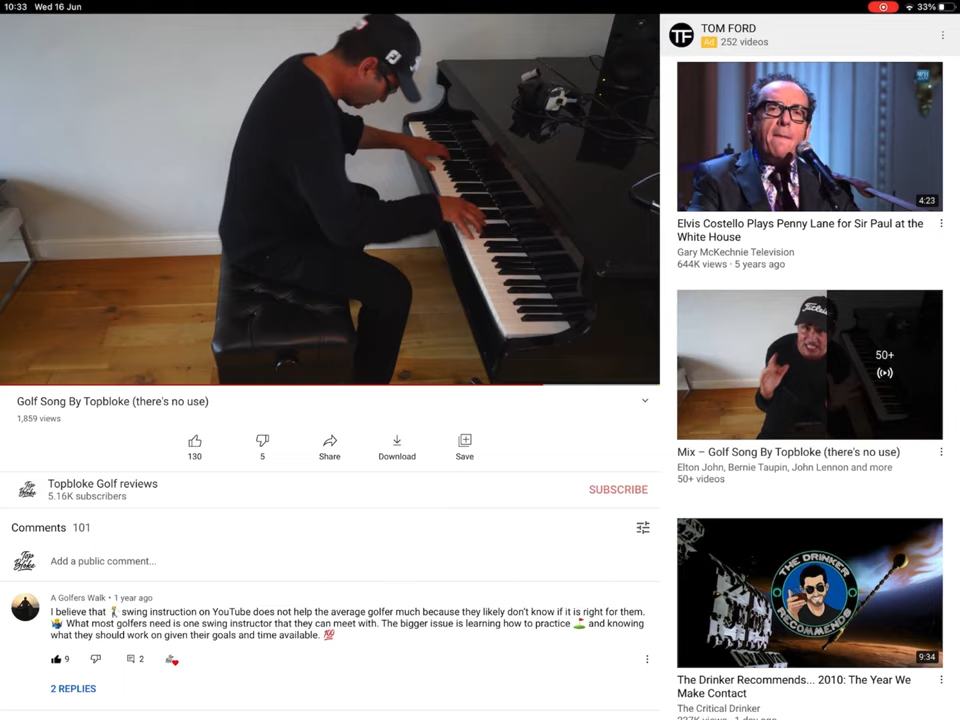 10:33 Wed 16 Jun
33%
TF
TOM FORD
Ad 252 videos
4:23
Elvis Costello Plays Penny Lane for Sir Paul at the
White House
Gary McKechnie Television
644K views · 5 years ago
Titleist
50+
Mix – Golf Song By Topbloke (there's no use)
Elton John, Bernie Taupin, John Lennon and more
50+ videos
THE DRINKER
RECOMMENDS
9:34
The Drinker Recommends... 2010: The Year We
Make Contact
The Critical Drinker
Golf Song By Topbloke (there's no use)
1,859 views
130
5
Share
Download
Save
Top
Bloke
Topbloke Golf reviews
5.16K subscribers
SUBSCRIBE
Comments 101
Top
Bloke
Add a public comment...
A Golfers Walk • 1 year ago
I believe that swing instruction on YouTube does not help the average golfer much because they likely don't know if it is right for them.
What most golfers need is one swing instructor that they can meet with. The bigger issue is learning how to practice and knowing
what they should work on given their goals and time available. 💯
9
2
2 REPLIES